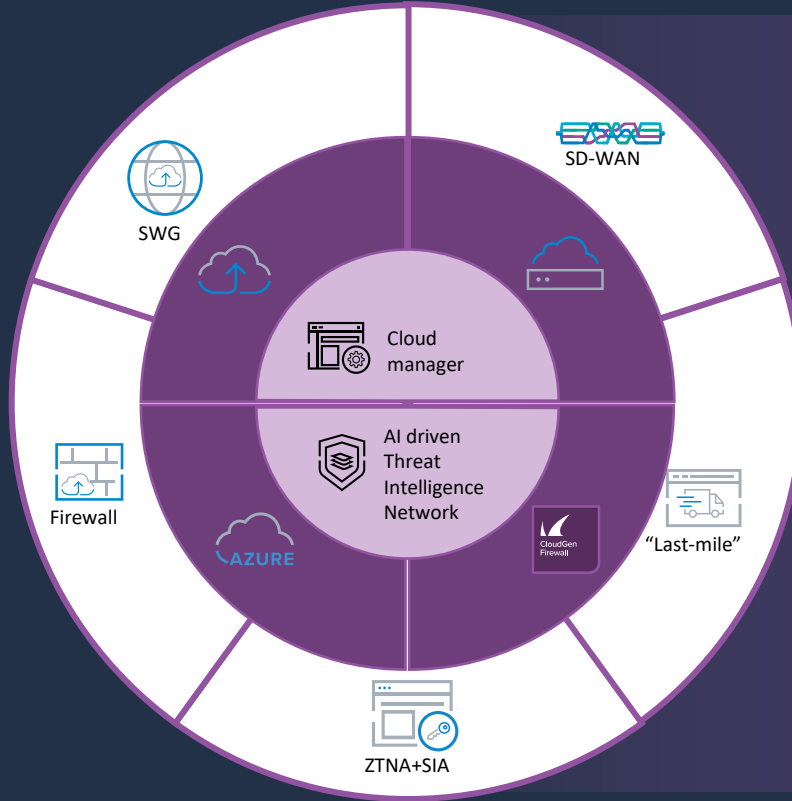 SD-WAN
SWG
Cloud
manager
AI driven
Threat
Intelligence
Network
Firewall
AZURE
CloudGen
Firewall
“Last-mile”
ZTNA+SIA